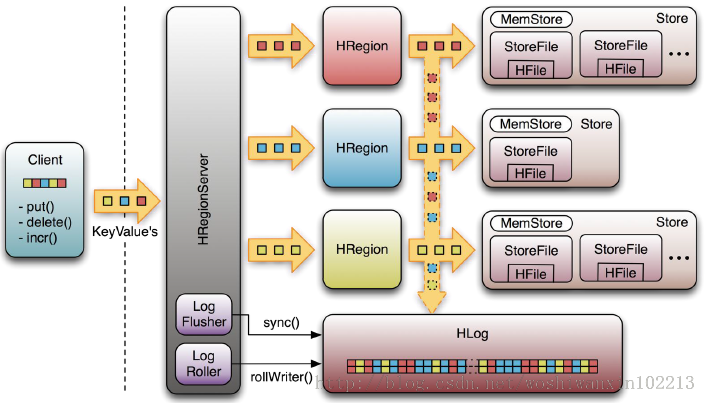 Client
- put()
- delete()
- incr()
KeyValue's
HRegionServer
Log
Flusher
Log
Roller
sync()
rollWriter()
HRegion
HRegion
HRegion
MemStore
Store
StoreFile
HFile
StoreFile
HFile
...
MemStore
Store
StoreFile
HFile
MemStore
Store
StoreFile
HFile
StoreFile
HFile
...
HLog